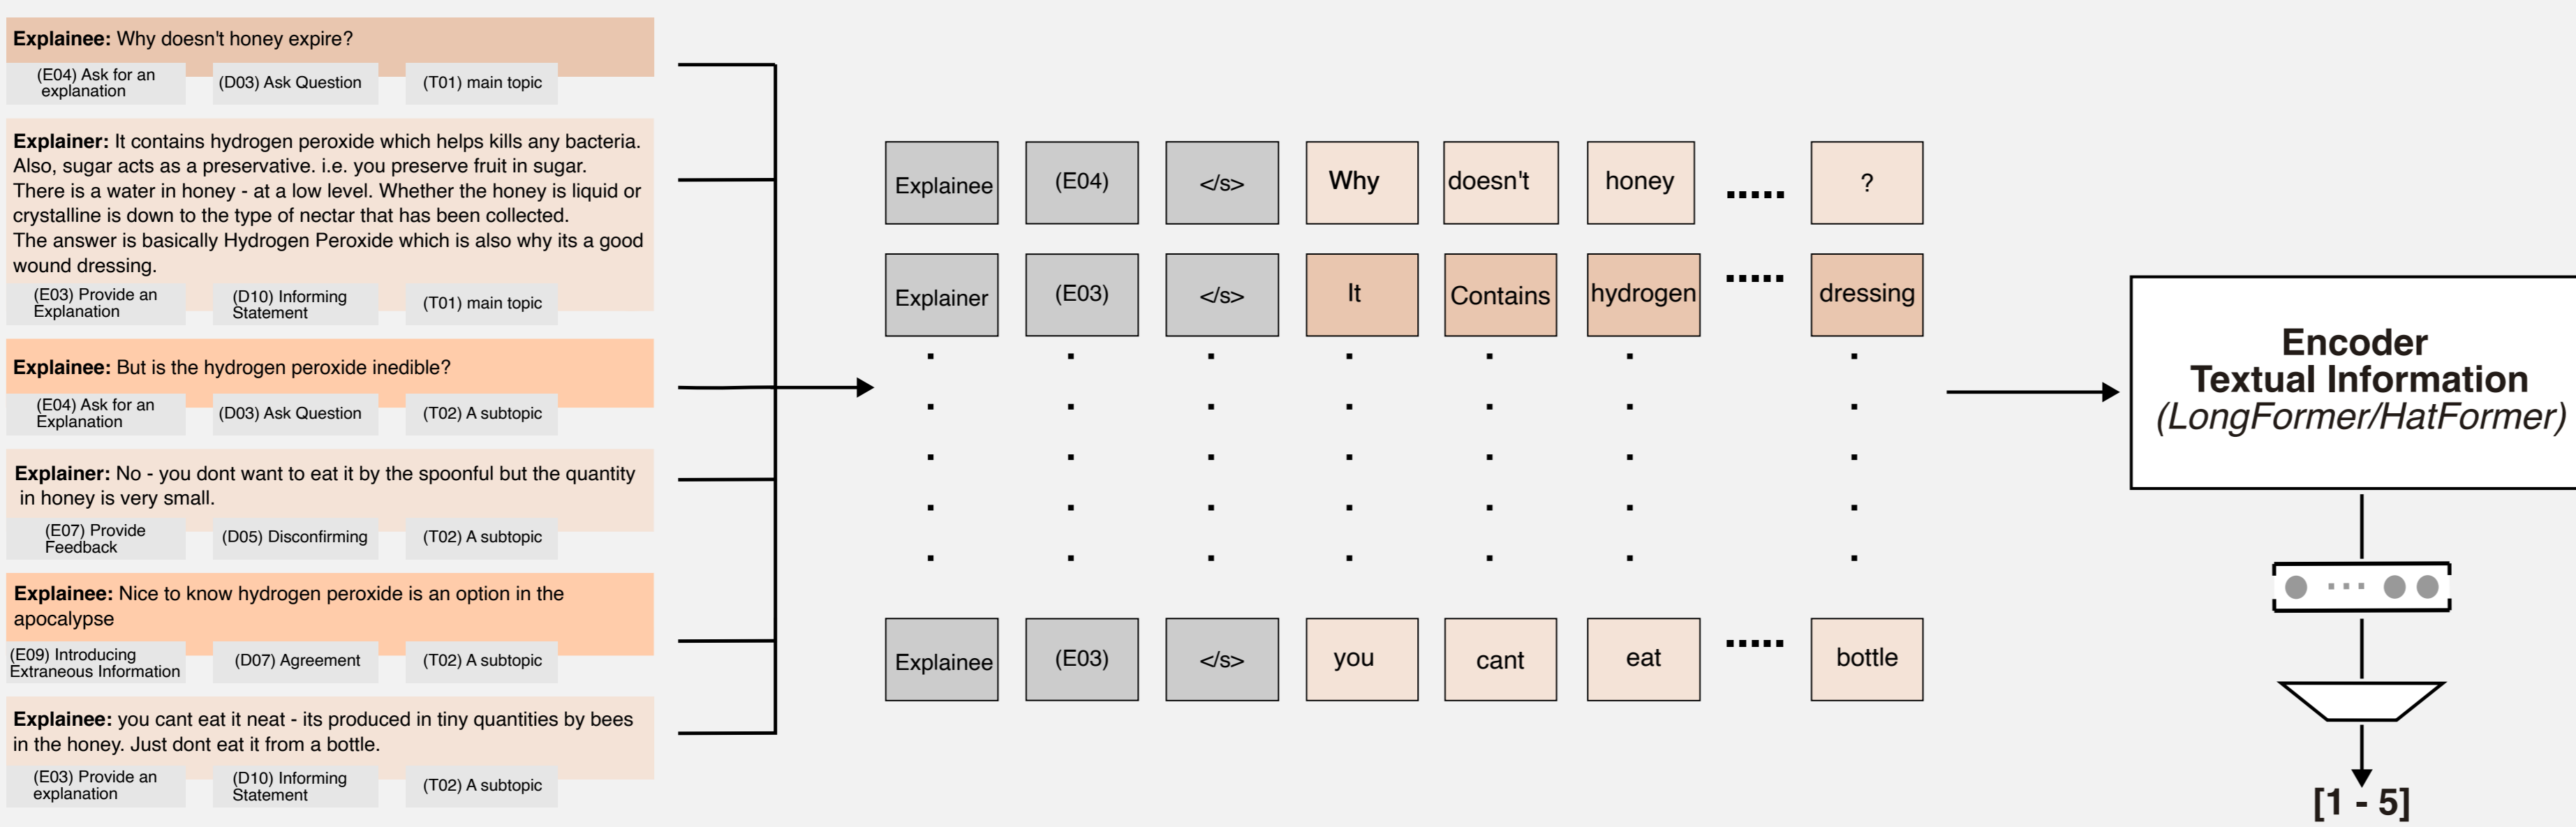 Explainee: Why doesn't honey expire?
(E04) Ask for an
explanation
(D03) Ask Question
(T01) main topic
Explainer: It contains hydrogen peroxide which helps kills any bacteria.
Also, sugar acts as a preservative. i.e. you preserve fruit in sugar.
There is a water in honey - at a low level. Whether the honey is liquid or
crystalline is down to the type of nectar that has been collected.
The answer is basically Hydrogen Peroxide which is also why its a good
wound dressing.
(E03) Provide an
Explanation
(D10) Informing
Statement
(T01) main topic
Explainee: But is the hydrogen peroxide inedible?
(E04) Ask for an
Explanation
(D03) Ask Question
(T02) A subtopic
Explainer: No - you dont want to eat it by the spoonful but the quantity
in honey is very small.
(E07) Provide
Feedback
(D05) Disconfirming
(T02) A subtopic
Explainee: Nice to know hydrogen peroxide is an option in the
apocalypse
(E09) Introducing
Extraneous Information
(D07) Agreement
(T02) A subtopic
Explainee: you cant eat it neat - its produced in tiny quantities by bees
in the honey. Just dont eat it from a bottle.
(E03) Provide an
explanation
(D10) Informing
Statement
(T02) A subtopic
Explainee (E04) </s> Why doesn't honey ..... ?
Explainer (E03) </s> It Contains hydrogen ..... dressing
Explainee (E03) </s> you cant eat ..... bottle
Encoder
Textual Information
(LongFormer/HatFormer)
[1 - 5]